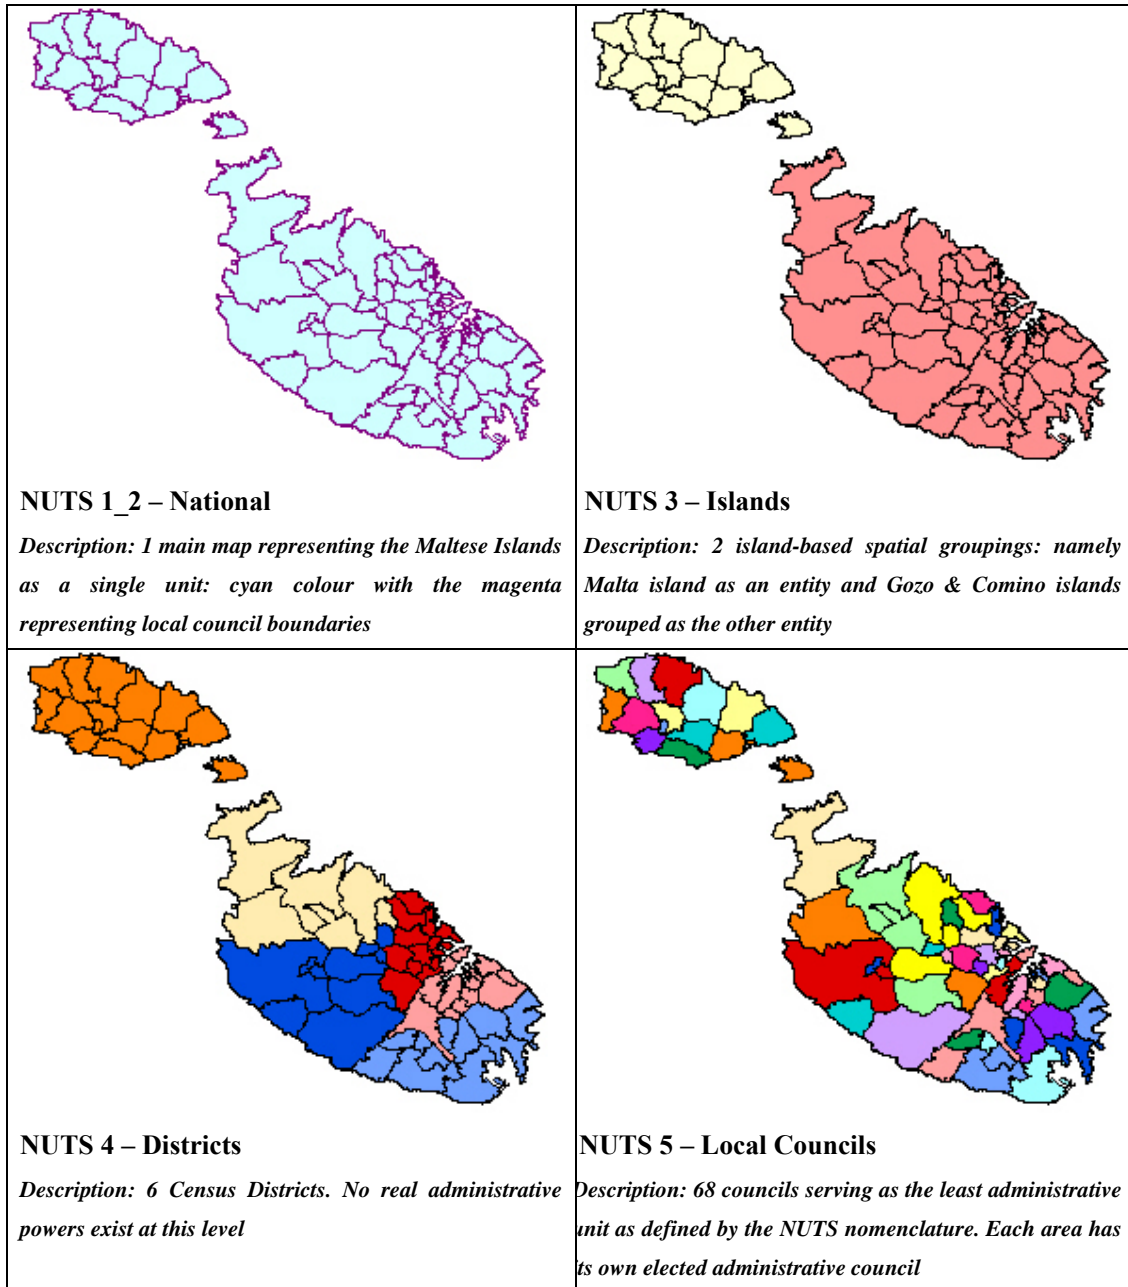 NUTS 1_2 – National
Description: 1 main map representing the Maltese Islands
as a single unit: cyan colour with the magenta
representing local council boundaries
NUTS 3 – Islands
Description: 2 island-based spatial groupings: namely
Malta island as an entity and Gozo & Comino islands
grouped as the other entity
NUTS 4 – Districts
Description: 6 Census Districts. No real administrative
powers exist at this level
NUTS 5 – Local Councils
Description: 68 councils serving as the least administrative
unit as defined by the NUTS nomenclature. Each area has
its own elected administrative council